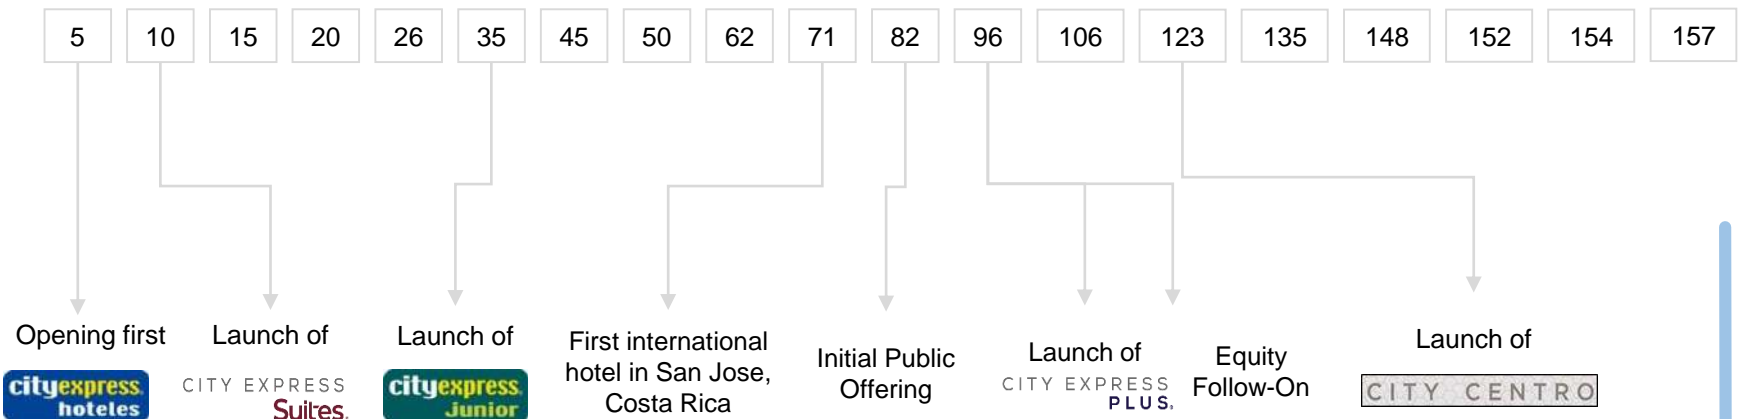 5 10 15 20 26 35 45 50 62 71 82 96 106 123 135 148 152 154 157
Opening first
cityexpress.
hoteles
Launch of
CITY EXPRESS
Suites.
Launch of
cityexpress.
Junior
First international
hotel in San Jose,
Costa Rica
Initial Public
Offering
Launch of
CITY EXPRESS
PLUS.
Equity
Follow-On
Launch of
CITY CENTRO